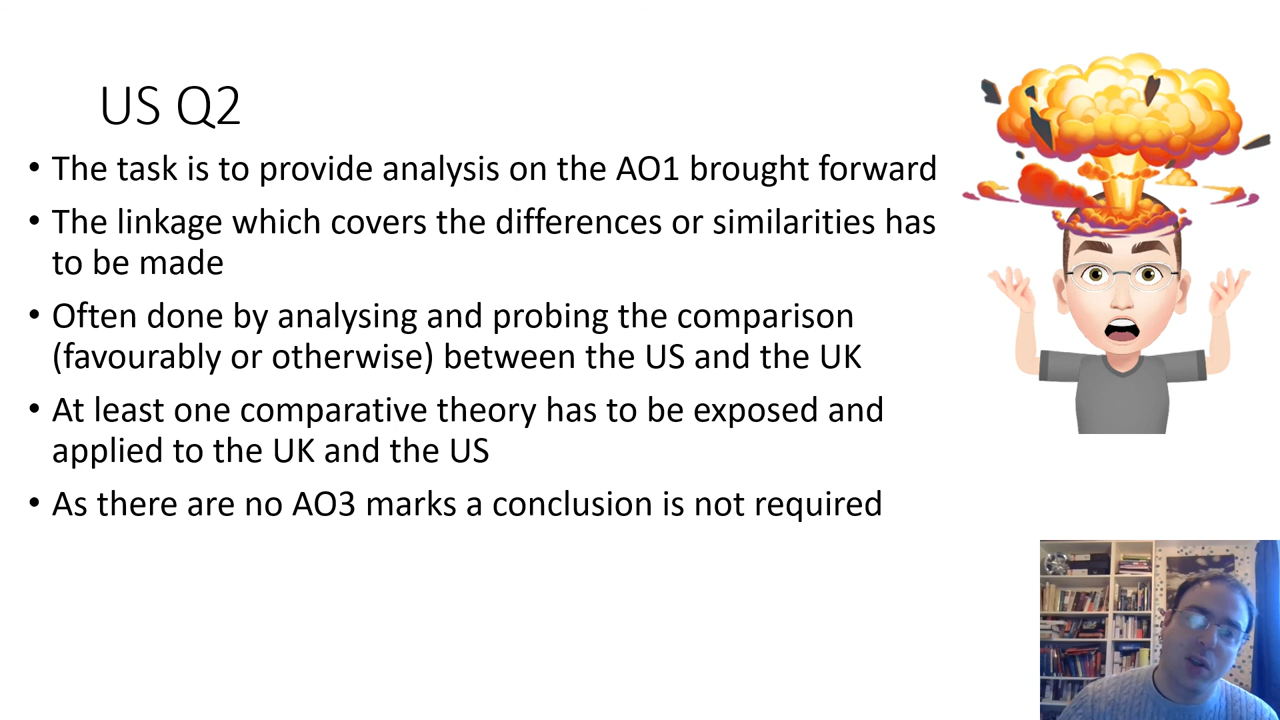 US Q2
• The task is to provide analysis on the AO1 brought forward
• The linkage which covers the differences or similarities has
to be made
• Often done by analysing and probing the comparison
(favourably or otherwise) between the US and the UK
• At least one comparative theory has to be exposed and
applied to the UK and the US
• As there are no AO3 marks a conclusion is not required